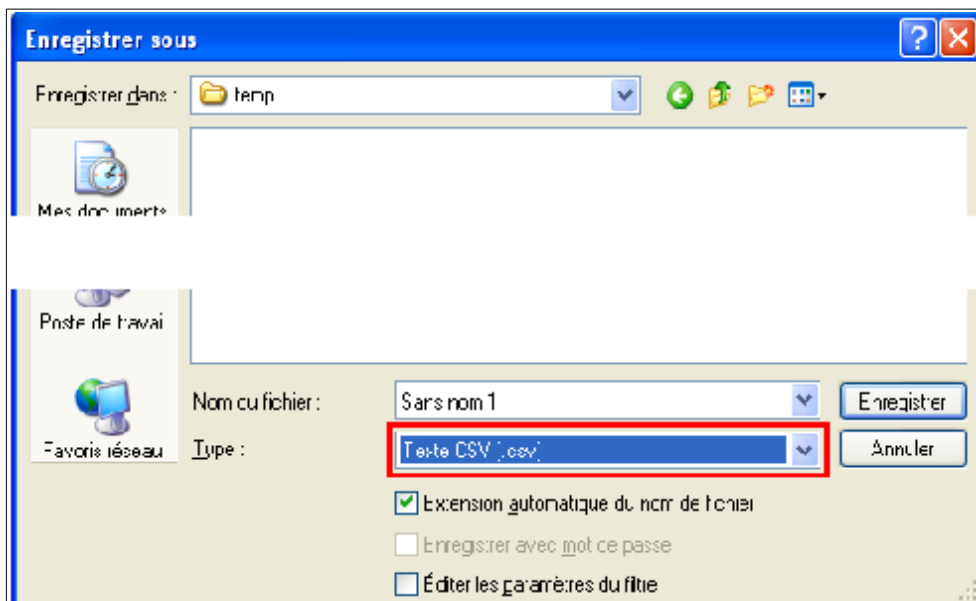 Enregistrer sous
Enregistrer dans :
temp
Mes documents
Poste de travail
Favoris réseau
Nom du fichier :
Sans nom 1
Enregistrer
Type :
Texte CSV (.csv)
Annuler
Extension automatique du nom de fichier
Enregistrer avec mot de passe
Éditer les paramètres du filtre